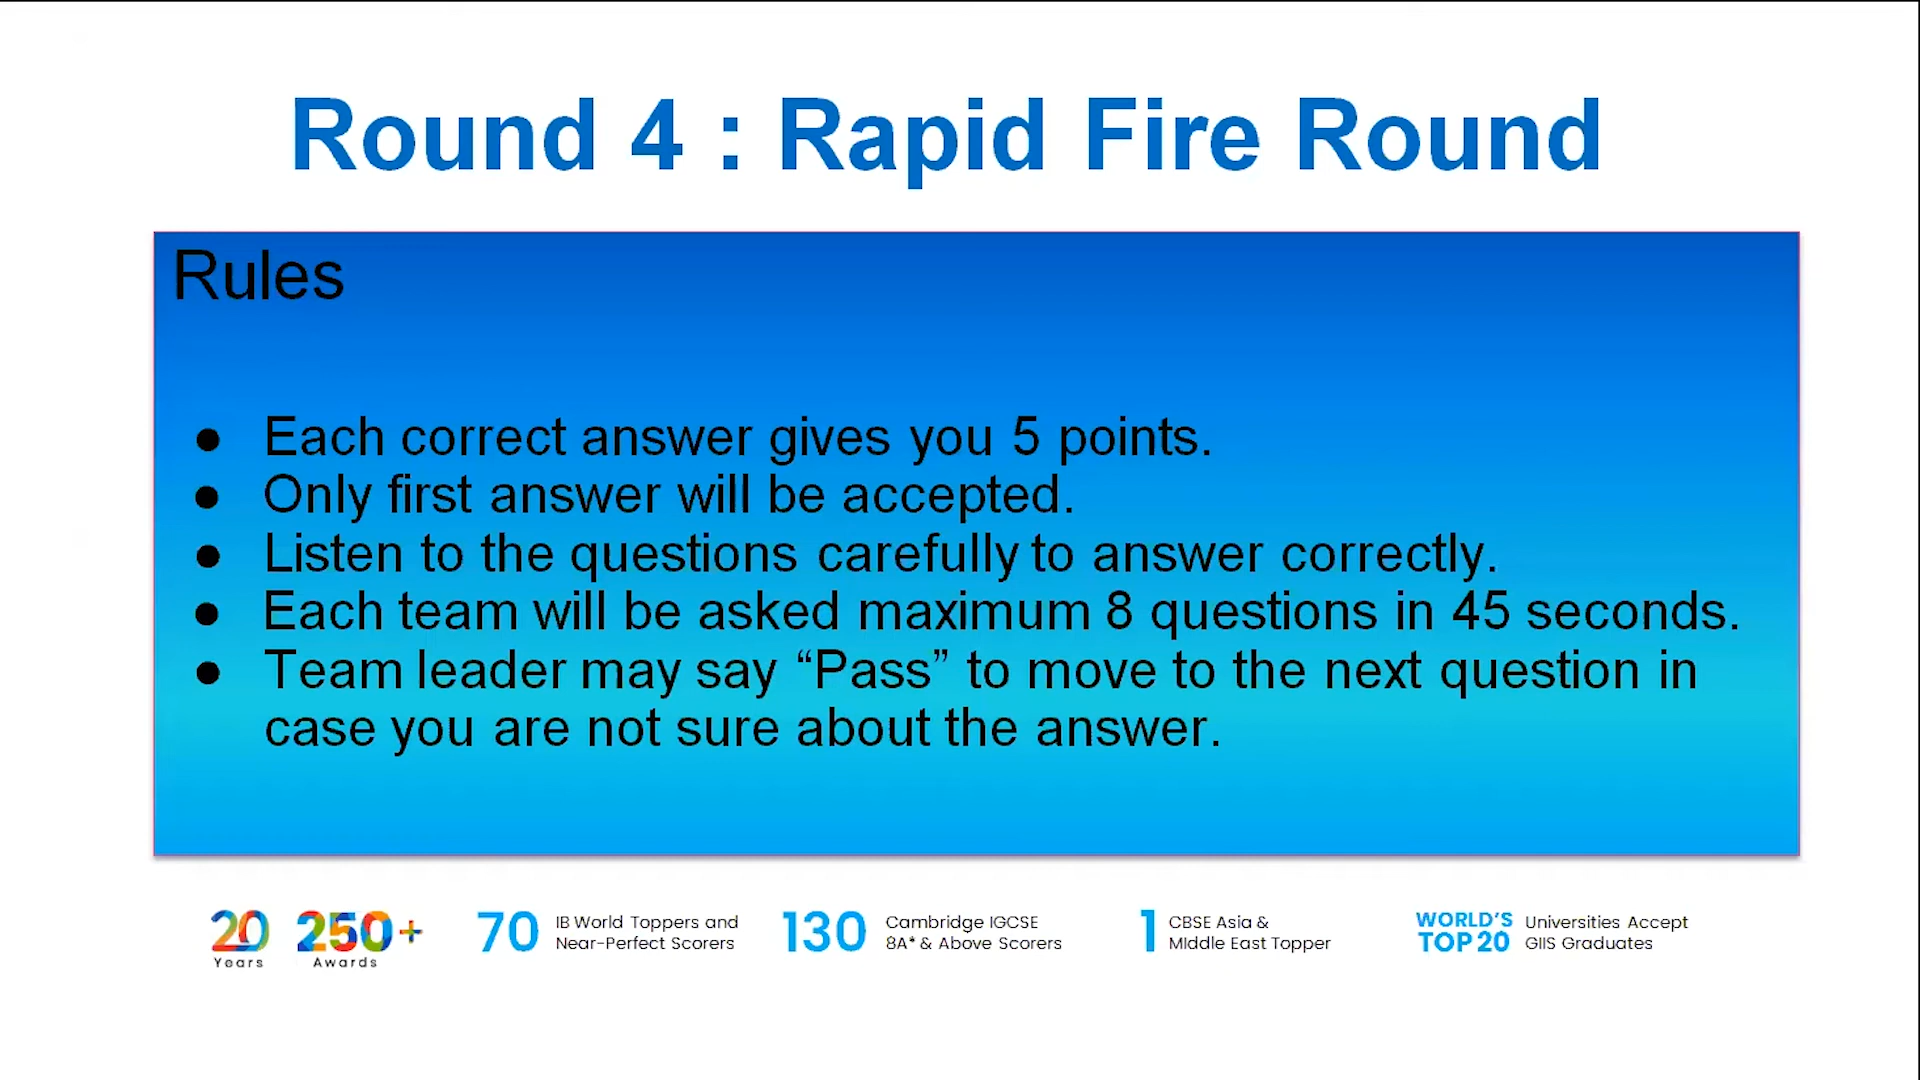 Round 4 : Rapid Fire Round
Rules
● Each correct answer gives you 5 points.
● Only first answer will be accepted.
● Listen to the questions carefully to answer correctly.
● Each team will be asked maximum 8 questions in 45 seconds.
● Team leader may say “Pass” to move to the next question in
case you are not sure about the answer.
20 Years
250+ Awards
70 IB World Toppers and
Near-Perfect Scorers
130 Cambridge IGCSE
8A* & Above Scorers
1 CBSE Asia &
MIddle East Topper
WORLD'S TOP 20
Universities Accept
GIIS Graduates